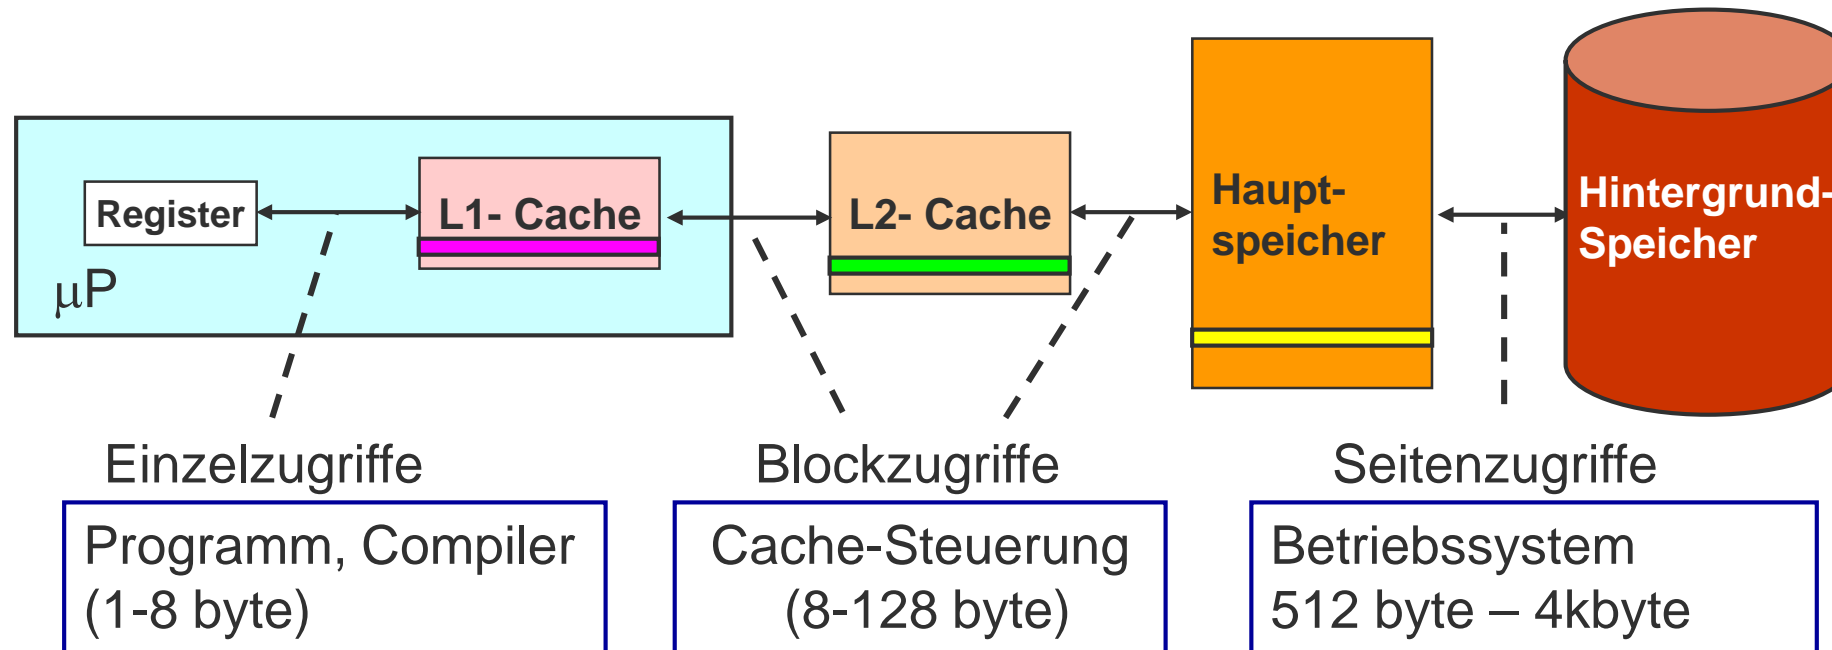 Register
μP
L1- Cache
L2- Cache
Haupt-
speicher
Hintergrund-
Speicher
Einzelzugriffe
Programm, Compiler
(1-8 byte)
Blockzugriffe
Cache-Steuerung
(8-128 byte)
Seitenzugriffe
Betriebssystem
512 byte – 4kbyte